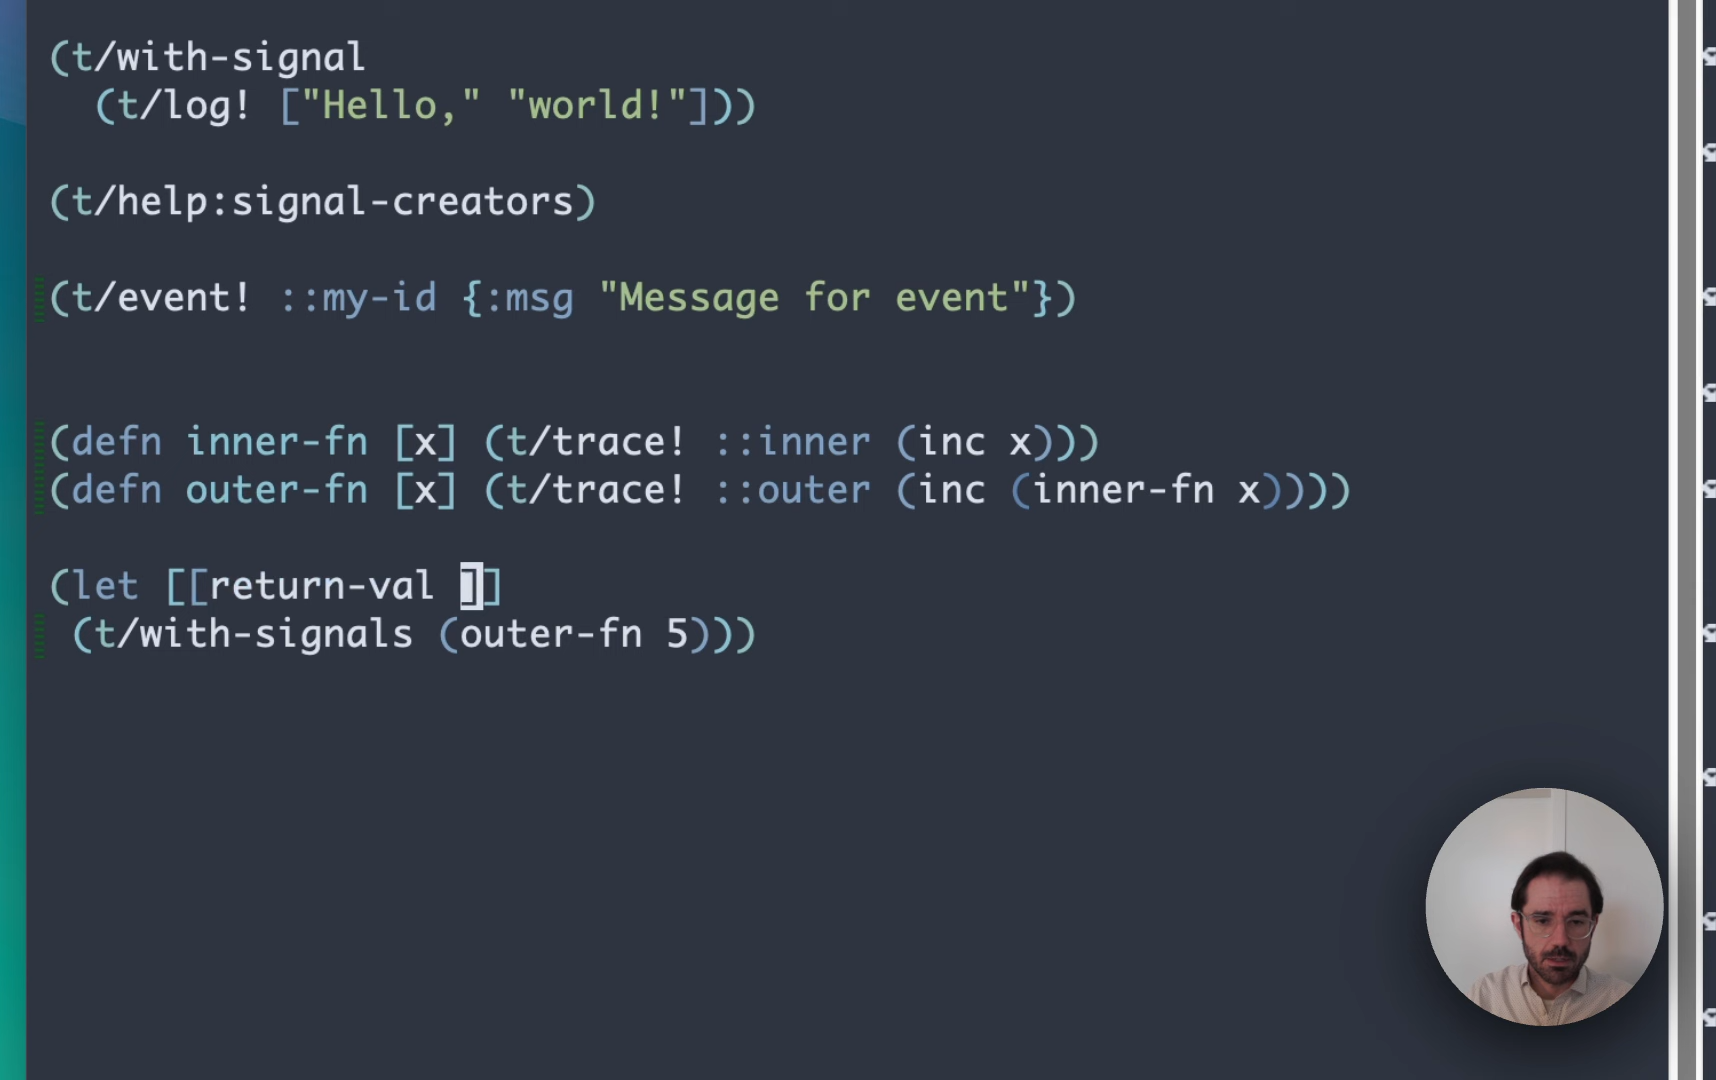 (t/with-signal
(t/log! ["Hello," "world!"]))
(t/help:signal-creators)
(t/event! ::my-id {:msg "Message for event"})
(defn inner-fn [x] (t/trace! ::inner (inc x)))
(defn outer-fn [x] (t/trace! ::outer (inc (inner-fn x))))
(let [[return-val ]]
(t/with-signals (outer-fn 5)))